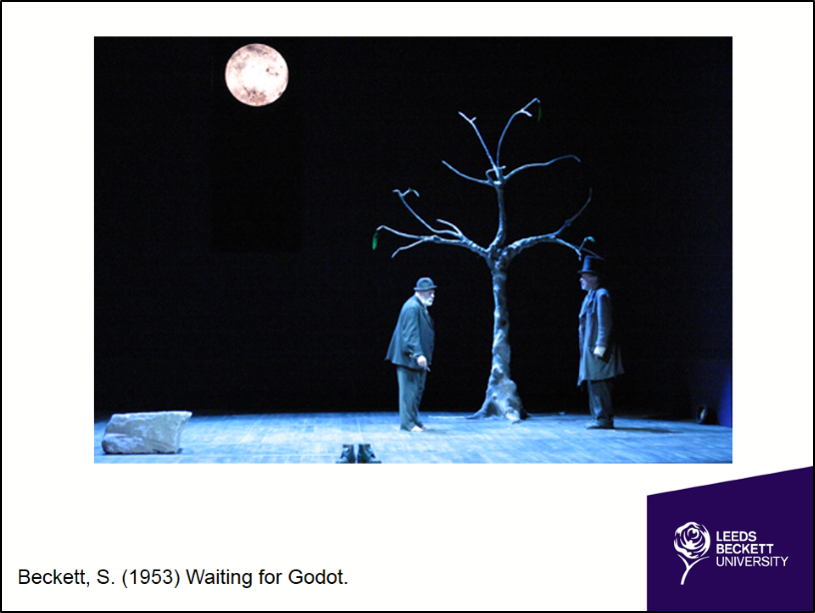 Beckett, S. (1953) Waiting for Godot.
LEEDS
BECKETT
UNIVERSITY